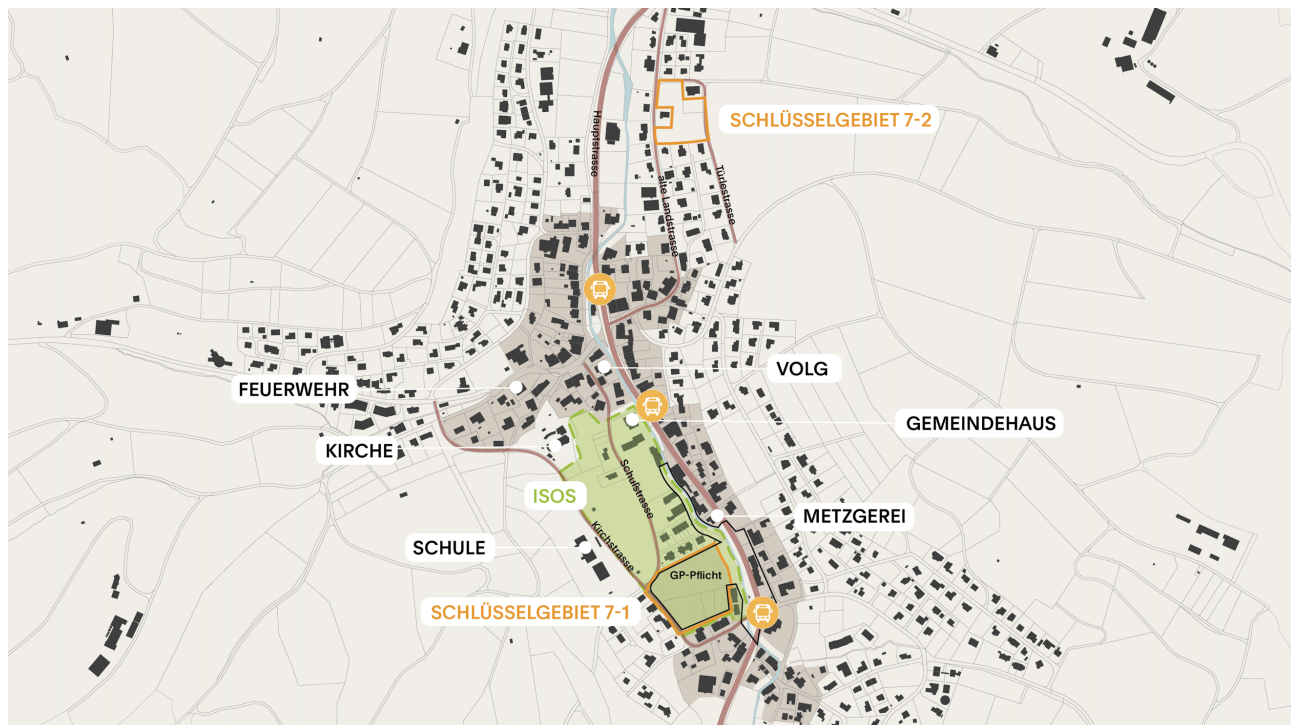 SCHLÜSSELGEBIET 7-2
Hauptstrasse
alte Landstrasse
Türlestrasse
VOLG
FEUERWEHR
GEMEINDEHAUS
KIRCHE
ISOS
Schulstrasse
METZGEREI
Kirchstrasse
SCHULE
GP-Pflicht
SCHLÜSSELGEBIET 7-1